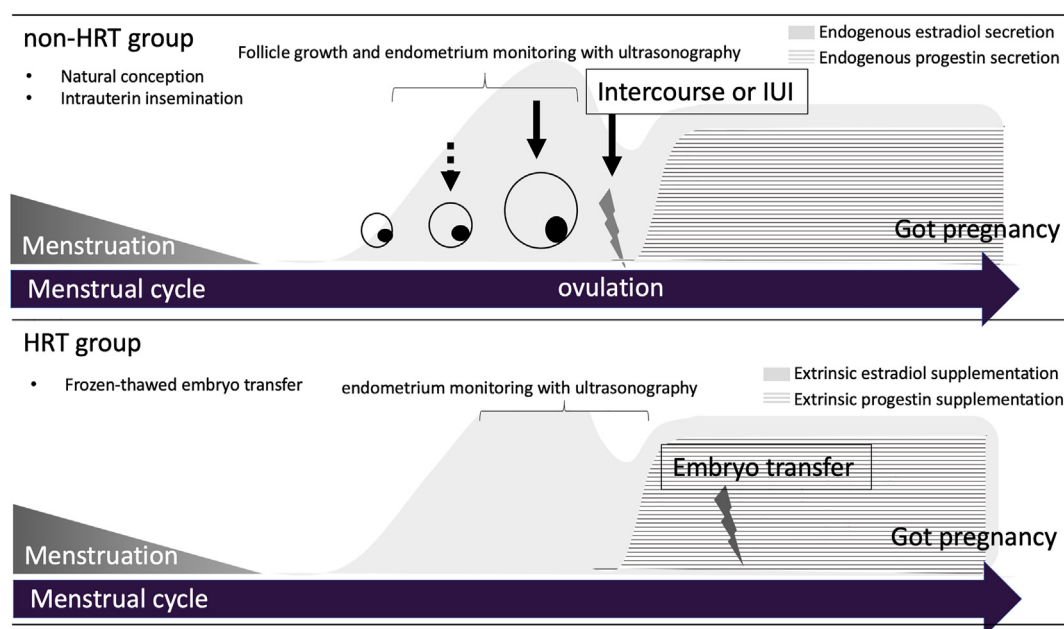 non-HRT group
• Natural conception
• Intrauterin insemination
Follicle growth and endometrium monitoring with ultrasonography
Endogenous estradiol secretion
Endogenous progestin secretion
Intercourse or IUI
Menstruation
Got pregnancy
Menstrual cycle
ovulation
HRT group
• Frozen-thawed embryo transfer
endometrium monitoring with ultrasonography
Extrinsic estradiol supplementation
Extrinsic progestin supplementation
Embryo transfer
Menstruation
Got pregnancy
Menstrual cycle